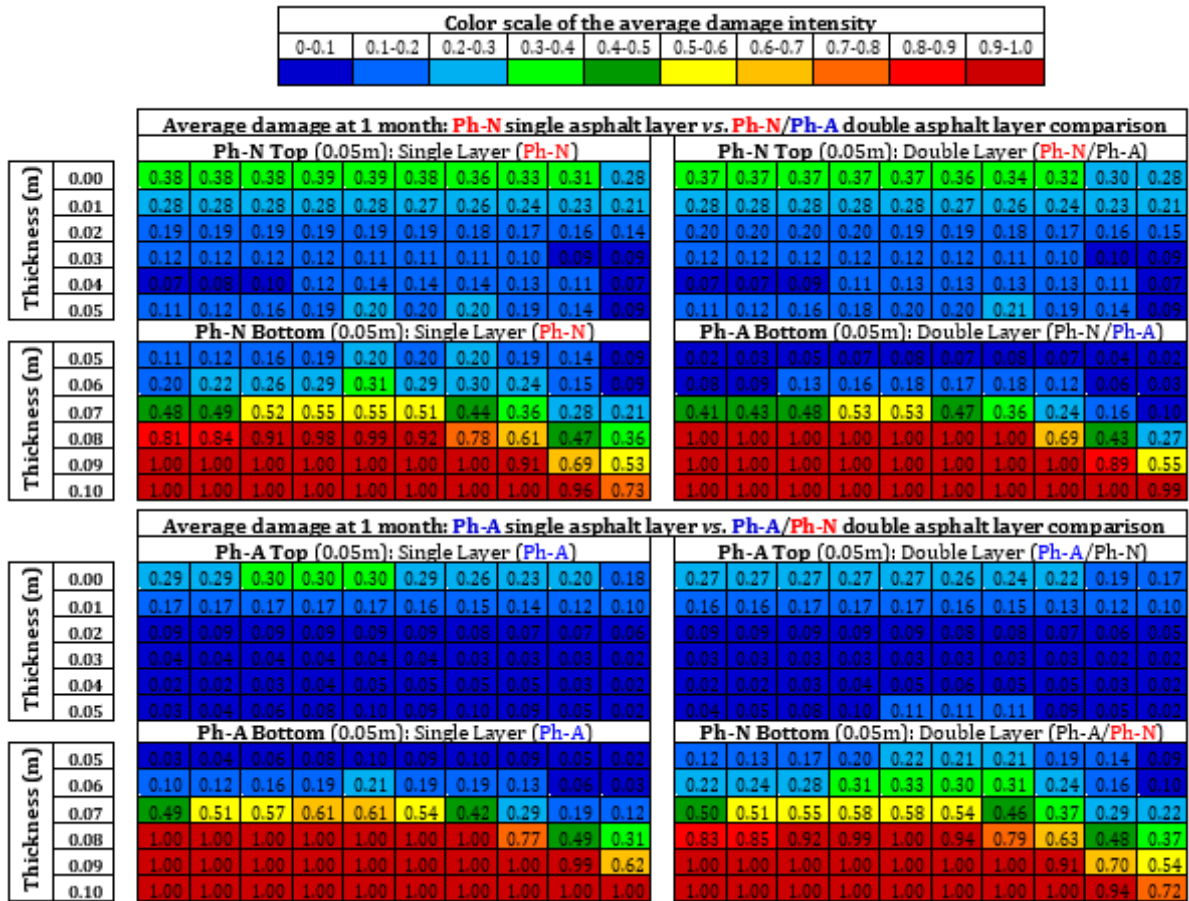 Color scale of the average damage intensity
0-0.1 0.1-0.2 0.2-0.3 0.3-0.4 0.4-0.5 0.5-0.6 0.6-0.7 0.7-0.8 0.8-0.9 0.9-1.0
Average damage at 1 month: Ph-N single asphalt layer vs. Ph-N/Ph-A double asphalt layer comparison
Ph-N Top (0.05m): Single Layer (Ph-N) Ph-N Top (0.05m): Double Layer (Ph-N/Ph-A)
Thickness (m)
0.00 0.38 0.38 0.38 0.39 0.39 0.38 0.36 0.33 0.31 0.28 0.37 0.37 0.37 0.37 0.37 0.36 0.34 0.32 0.30 0.28
0.01 0.28 0.28 0.28 0.28 0.28 0.27 0.26 0.24 0.23 0.21 0.28 0.28 0.28 0.28 0.28 0.27 0.26 0.24 0.23 0.21
0.02 0.19 0.19 0.19 0.19 0.19 0.19 0.18 0.17 0.16 0.14 0.20 0.20 0.20 0.20 0.19 0.19 0.18 0.17 0.16 0.15
0.03 0.12 0.12 0.12 0.12 0.11 0.11 0.11 0.10 0.09 0.09 0.12 0.12 0.12 0.12 0.12 0.12 0.11 0.10 0.10 0.09
0.04 0.07 0.08 0.10 0.12 0.14 0.14 0.14 0.13 0.11 0.07 0.07 0.07 0.09 0.11 0.13 0.13 0.13 0.13 0.11 0.07
0.05 0.11 0.12 0.16 0.19 0.20 0.20 0.20 0.19 0.14 0.09 0.11 0.12 0.16 0.18 0.20 0.20 0.21 0.19 0.14 0.09
Ph-N Bottom (0.05m): Single Layer (Ph-N) Ph-A Bottom (0.05m): Double Layer (Ph-N/Ph-A)
Thickness (m)
0.05 0.11 0.12 0.16 0.19 0.20 0.20 0.20 0.19 0.14 0.09 0.02 0.03 0.05 0.07 0.08 0.07 0.08 0.07 0.04 0.02
0.06 0.20 0.22 0.26 0.29 0.31 0.29 0.30 0.24 0.15 0.09 0.08 0.09 0.13 0.16 0.18 0.17 0.18 0.12 0.06 0.03
0.07 0.48 0.49 0.52 0.55 0.55 0.51 0.44 0.36 0.28 0.21 0.41 0.43 0.48 0.53 0.53 0.47 0.36 0.24 0.16 0.10
0.08 0.81 0.84 0.91 0.98 0.99 0.92 0.78 0.61 0.47 0.36 1.00 1.00 1.00 1.00 1.00 1.00 1.00 0.69 0.43 0.27
0.09 1.00 1.00 1.00 1.00 1.00 1.00 1.00 0.91 0.69 0.53 1.00 1.00 1.00 1.00 1.00 1.00 1.00 1.00 0.89 0.55
0.10 1.00 1.00 1.00 1.00 1.00 1.00 1.00 1.00 0.96 0.73 1.00 1.00 1.00 1.00 1.00 1.00 1.00 1.00 1.00 0.99
Average damage at 1 month: Ph-A single asphalt layer vs. Ph-A/Ph-N double asphalt layer comparison
Ph-A Top (0.05m): Single Layer (Ph-A) Ph-A Top (0.05m): Double Layer (Ph-A/Ph-N)
Thickness (m)
0.00 0.29 0.29 0.30 0.30 0.30 0.29 0.26 0.23 0.20 0.18 0.27 0.27 0.27 0.27 0.27 0.26 0.24 0.22 0.19 0.17
0.01 0.17 0.17 0.17 0.17 0.17 0.16 0.15 0.14 0.12 0.10 0.16 0.16 0.17 0.17 0.17 0.16 0.15 0.13 0.12 0.10
0.02 0.09 0.09 0.09 0.09 0.09 0.09 0.08 0.07 0.07 0.06 0.09 0.09 0.09 0.09 0.09 0.08 0.08 0.07 0.06 0.05
0.03 0.04 0.04 0.04 0.04 0.04 0.04 0.03 0.03 0.03 0.02 0.03 0.03 0.03 0.03 0.03 0.03 0.03 0.03 0.02 0.02
0.04 0.02 0.02 0.03 0.04 0.05 0.05 0.05 0.05 0.03 0.02 0.02 0.02 0.03 0.04 0.05 0.06 0.05 0.05 0.03 0.02
0.05 0.03 0.04 0.06 0.08 0.10 0.09 0.10 0.09 0.05 0.02 0.04 0.05 0.08 0.10 0.11 0.11 0.11 0.09 0.05 0.02
Ph-A Bottom (0.05m): Single Layer (Ph-A) Ph-N Bottom (0.05m): Double Layer (Ph-A/Ph-N)
Thickness (m)
0.05 0.03 0.04 0.06 0.08 0.10 0.09 0.10 0.09 0.05 0.02 0.12 0.13 0.17 0.20 0.22 0.21 0.21 0.19 0.14 0.09
0.06 0.10 0.12 0.16 0.19 0.21 0.19 0.19 0.13 0.06 0.03 0.22 0.24 0.28 0.31 0.33 0.30 0.31 0.24 0.16 0.10
0.07 0.49 0.51 0.57 0.61 0.61 0.54 0.42 0.29 0.19 0.12 0.50 0.51 0.55 0.58 0.58 0.54 0.46 0.37 0.29 0.22
0.08 1.00 1.00 1.00 1.00 1.00 1.00 1.00 0.77 0.49 0.31 0.83 0.85 0.92 0.99 1.00 0.94 0.79 0.63 0.48 0.37
0.09 1.00 1.00 1.00 1.00 1.00 1.00 1.00 1.00 0.99 0.62 1.00 1.00 1.00 1.00 1.00 1.00 1.00 0.91 0.70 0.54
0.10 1.00 1.00 1.00 1.00 1.00 1.00 1.00 1.00 1.00 1.00 1.00 1.00 1.00 1.00 1.00 1.00 1.00 1.00 0.94 0.72